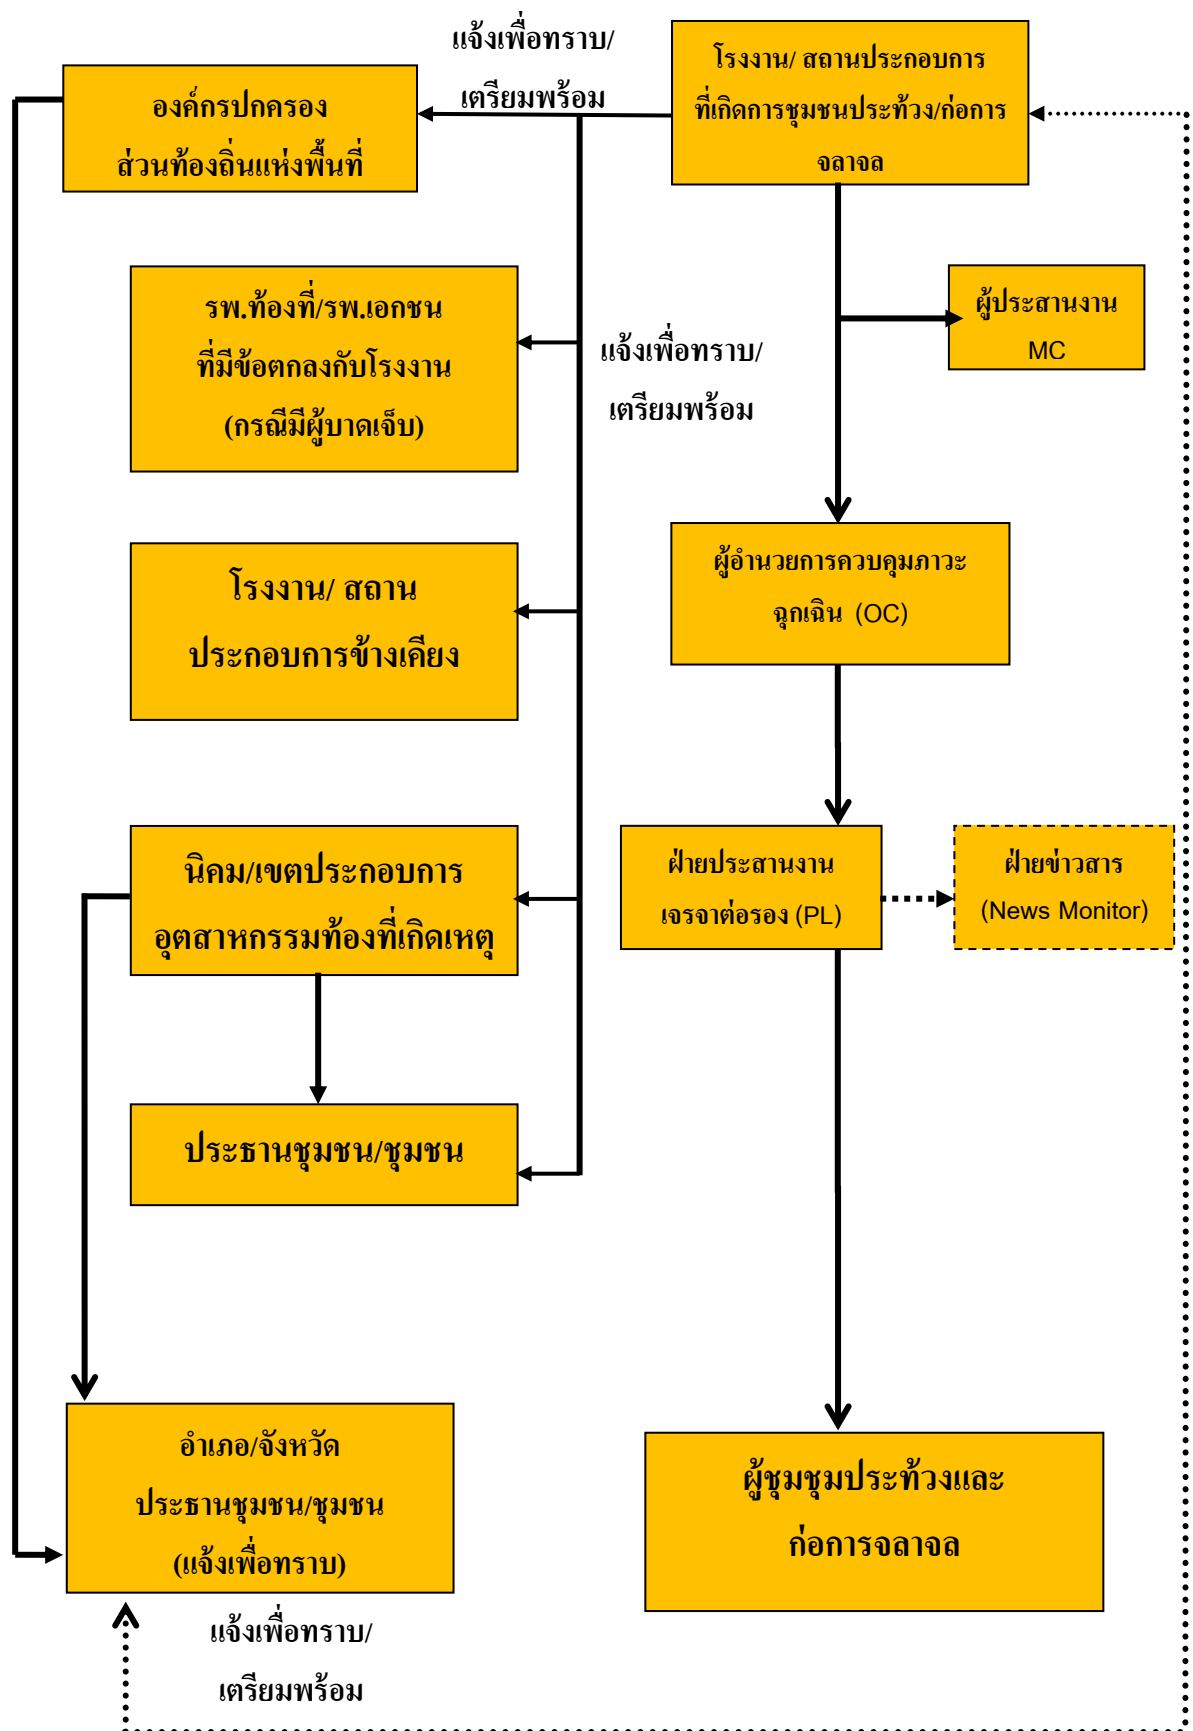 แจ้งเพื่อทราบ/
เตรียมพร้อม
โรงงาน/ สถานประกอบการ
ที่เกิดการชุมชนประท้วง/ก่อการ
จลาจล
องค์กรปกครอง
ส่วนท้องถิ่นแห่งพื้นที่
รพ.ท้องที่/รพ.เอกชน
ที่มีข้อตกลงกับโรงงาน
(กรณีมีผู้บาดเจ็บ)
แจ้งเพื่อทราบ/
เตรียมพร้อม
ผู้ประสานงาน
MC
โรงงาน/ สถาน
ประกอบการข้างเคียง
ผู้อำนวยการควบคุมภาวะ
ฉุกเฉิน (OC)
นิคม/เขตประกอบการ
อุตสาหกรรมท้องที่เกิดเหตุ
ฝ่ายประสานงาน
เจรจาต่อรอง (PL)
ฝ่ายข่าวสาร
(News Monitor)
ประธานชุมชน/ชุมชน
อำเภอ/จังหวัด
ประธานชุมชน/ชุมชน
(แจ้งเพื่อทราบ)
ผู้ชุมชุมประท้วงและ
ก่อการจลาจล
แจ้งเพื่อทราบ/
เตรียมพร้อม